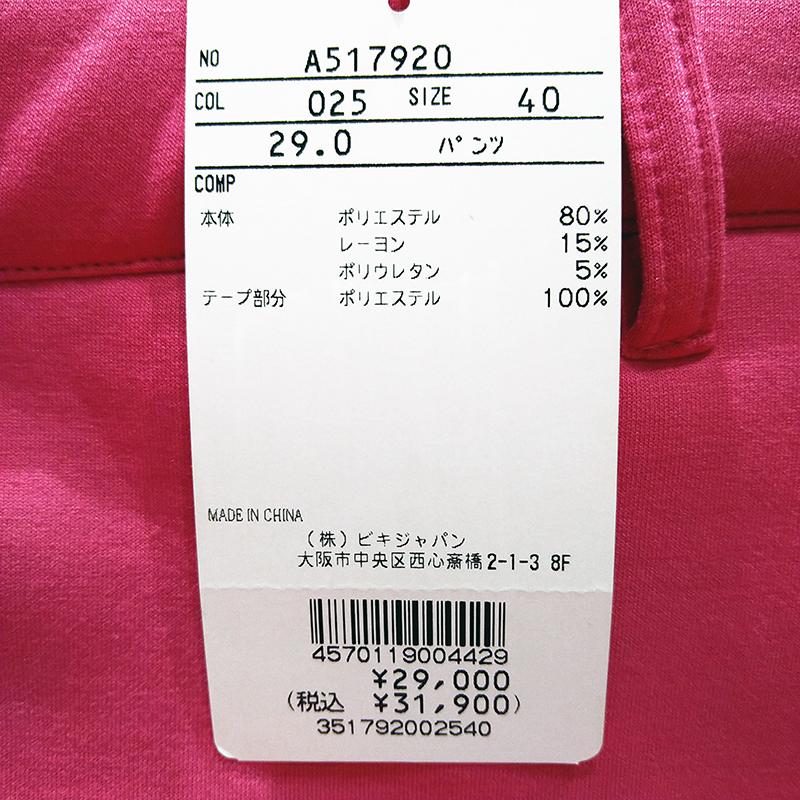 NO A517920
COL 025 SIZE 40
29.0 パンツ
COMP
本体 ポリエステル 80%
レーヨン 15%
ポリウレタン 5%
テープ部分 ポリエステル 100%
MADE IN CHINA
(株)ビキジャパン
大阪市中央区西心斎橋2-1-3 8F
4570119004429
¥29,000
(税込 ¥31,900)
351792002540